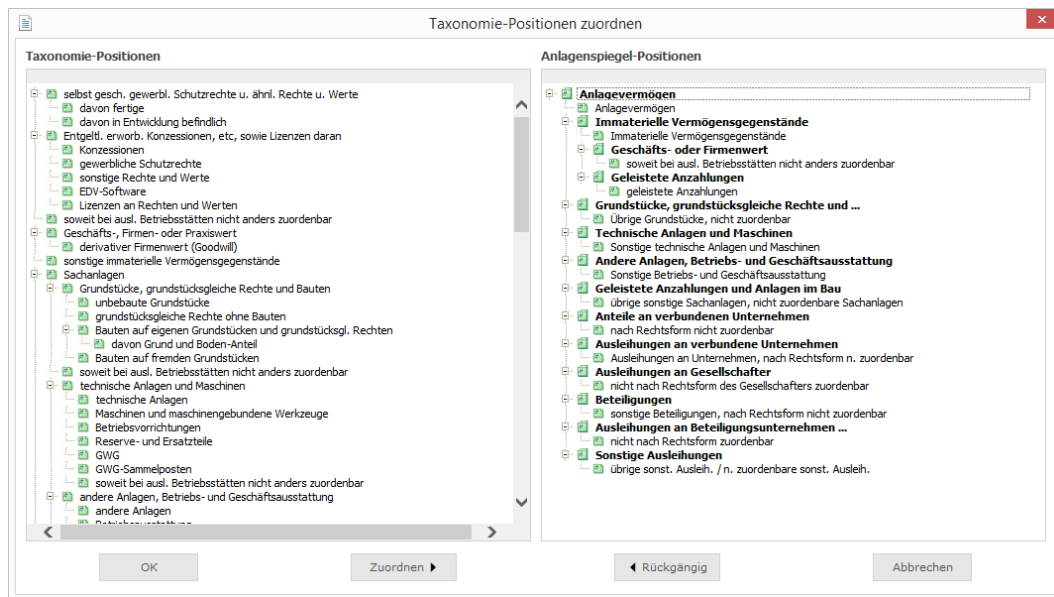 Taxonomie-Positionen zuordnen
Taxonomie-Positionen
selbst gesch. gewerbl. Schutzrechte u. ähnl. Rechte u. Werte
davon fertige
davon in Entwicklung befindlich
Entgeltl. erworb. Konzessionen, etc, sowie Lizenzen daran
Konzessionen
gewerbliche Schutzrechte
sonstige Rechte und Werte
EDV-Software
Lizenzen an Rechten und Werten
soweit bei ausl. Betriebsstätten nicht anders zuordenbar
Geschäfts-, Firmen- oder Praxiswert
derivativer Firmenwert (Goodwill)
sonstige immaterielle Vermögensgegenstände
Sachanlagen
Grundstücke, grundstücksgleiche Rechte und Bauten
unbebaute Grundstücke
grundstücksgleiche Rechte ohne Bauten
Bauten auf eigenen Grundstücken und grundstücksgl. Rechten
davon Grund und Boden-Anteil
Bauten auf fremden Grundstücken
soweit bei ausl. Betriebsstätten nicht anders zuordenbar
technische Anlagen und Maschinen
technische Anlagen
Maschinen und maschinengebundene Werkzeuge
Betriebsvorrichtungen
Reserve- und Ersatzteile
GWG
GWG-Sammelposten
soweit bei ausl. Betriebsstätten nicht anders zuordenbar
andere Anlagen, Betriebs- und Geschäftsausstattung
andere Anlagen
Anlagenspiegel-Positionen
Anlagevermögen
Anlagevermögen
Immaterielle Vermögensgegenstände
Immaterielle Vermögensgegenstände
Geschäfts- oder Firmenwert
soweit bei ausl. Betriebsstätten nicht anders zuordenbar
Geleistete Anzahlungen
geleistete Anzahlungen
Grundstücke, grundstücksgleiche Rechte und ...
Übrige Grundstücke, nicht zuordenbar
Technische Anlagen und Maschinen
Sonstige technische Anlagen und Maschinen
Andere Anlagen, Betriebs- und Geschäftsausstattung
Sonstige Betriebs- und Geschäftsausstattung
Geleistete Anzahlungen und Anlagen im Bau
übrige sonstige Sachanlagen, nicht zuordenbare Sachanlagen
Anteile an verbundenen Unternehmen
nach Rechtsform nicht zuordenbar
Ausleihungen an verbundene Unternehmen
Ausleihungen an Unternehmen, nach Rechtsform n. zuordenbar
Ausleihungen an Gesellschafter
nicht nach Rechtsform des Gesellschafters zuordenbar
Beteiligungen
sonstige Beteiligungen, nach Rechtsform nicht zuordenbar
Ausleihungen an Beteiligungsunternehmen ...
nicht nach Rechtsform zuordenbar
Sonstige Ausleihungen
übrige sonst. Ausleih. / n. zuordenbare sonst. Ausleih.
OK
Zuordnen
Rückgängig
Abbrechen